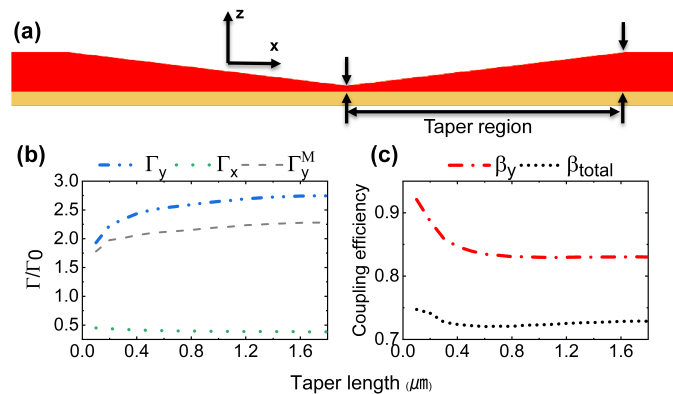 (a)
z
x
Taper region
(b)
Γy Γx ΓyM
3.0
2.5
2.0
1.5
1.0
0.5
Γ/Γ0
0.0 0.4 0.8 1.2 1.6
(c)
βy βtotal
0.9
0.8
0.7
Coupling efficiency
0.0 0.4 0.8 1.2 1.6
Taper length (μm)